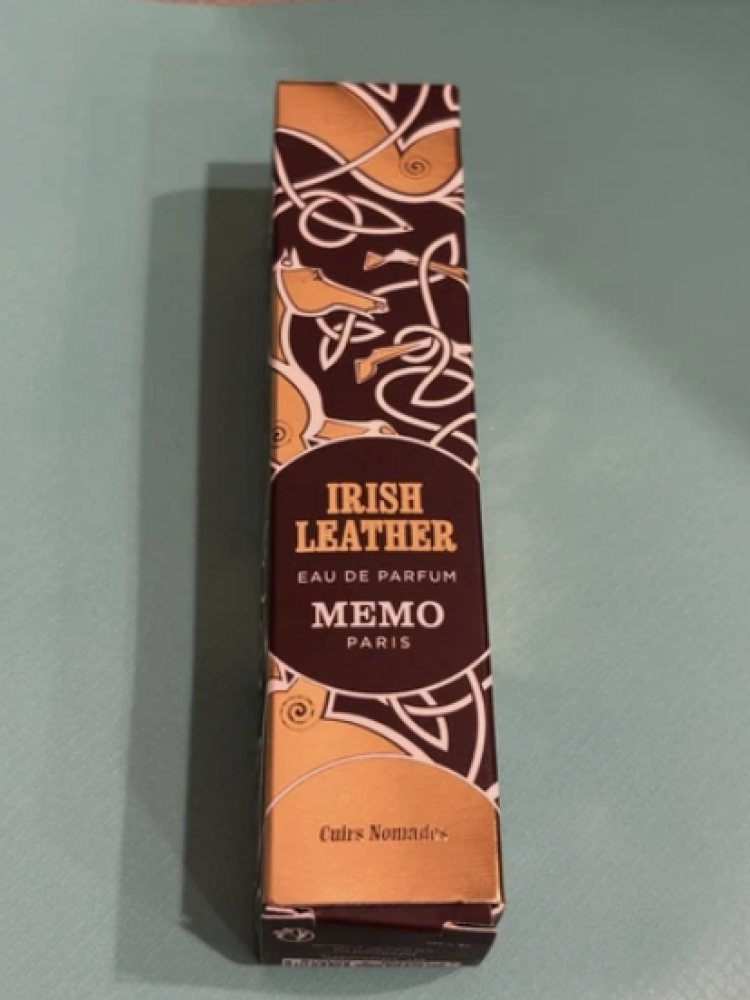 IRISH
LEATHER
EAU DE PARFUM
MEMO
PARIS
Cuirs Nomades